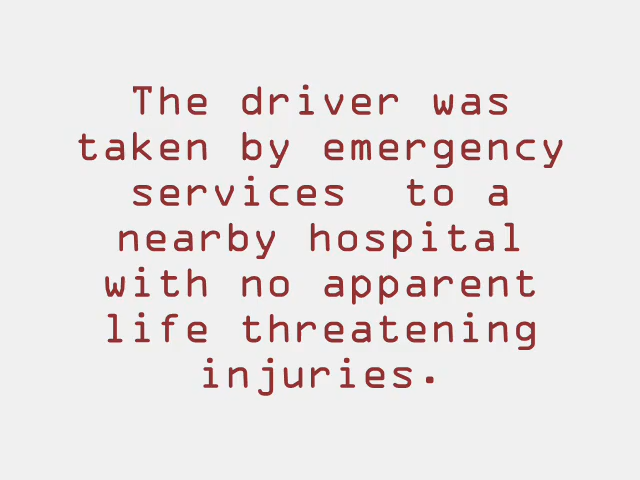 The driver was
taken by emergency
services  to a
nearby hospital
with no apparent
life threatening
injuries.